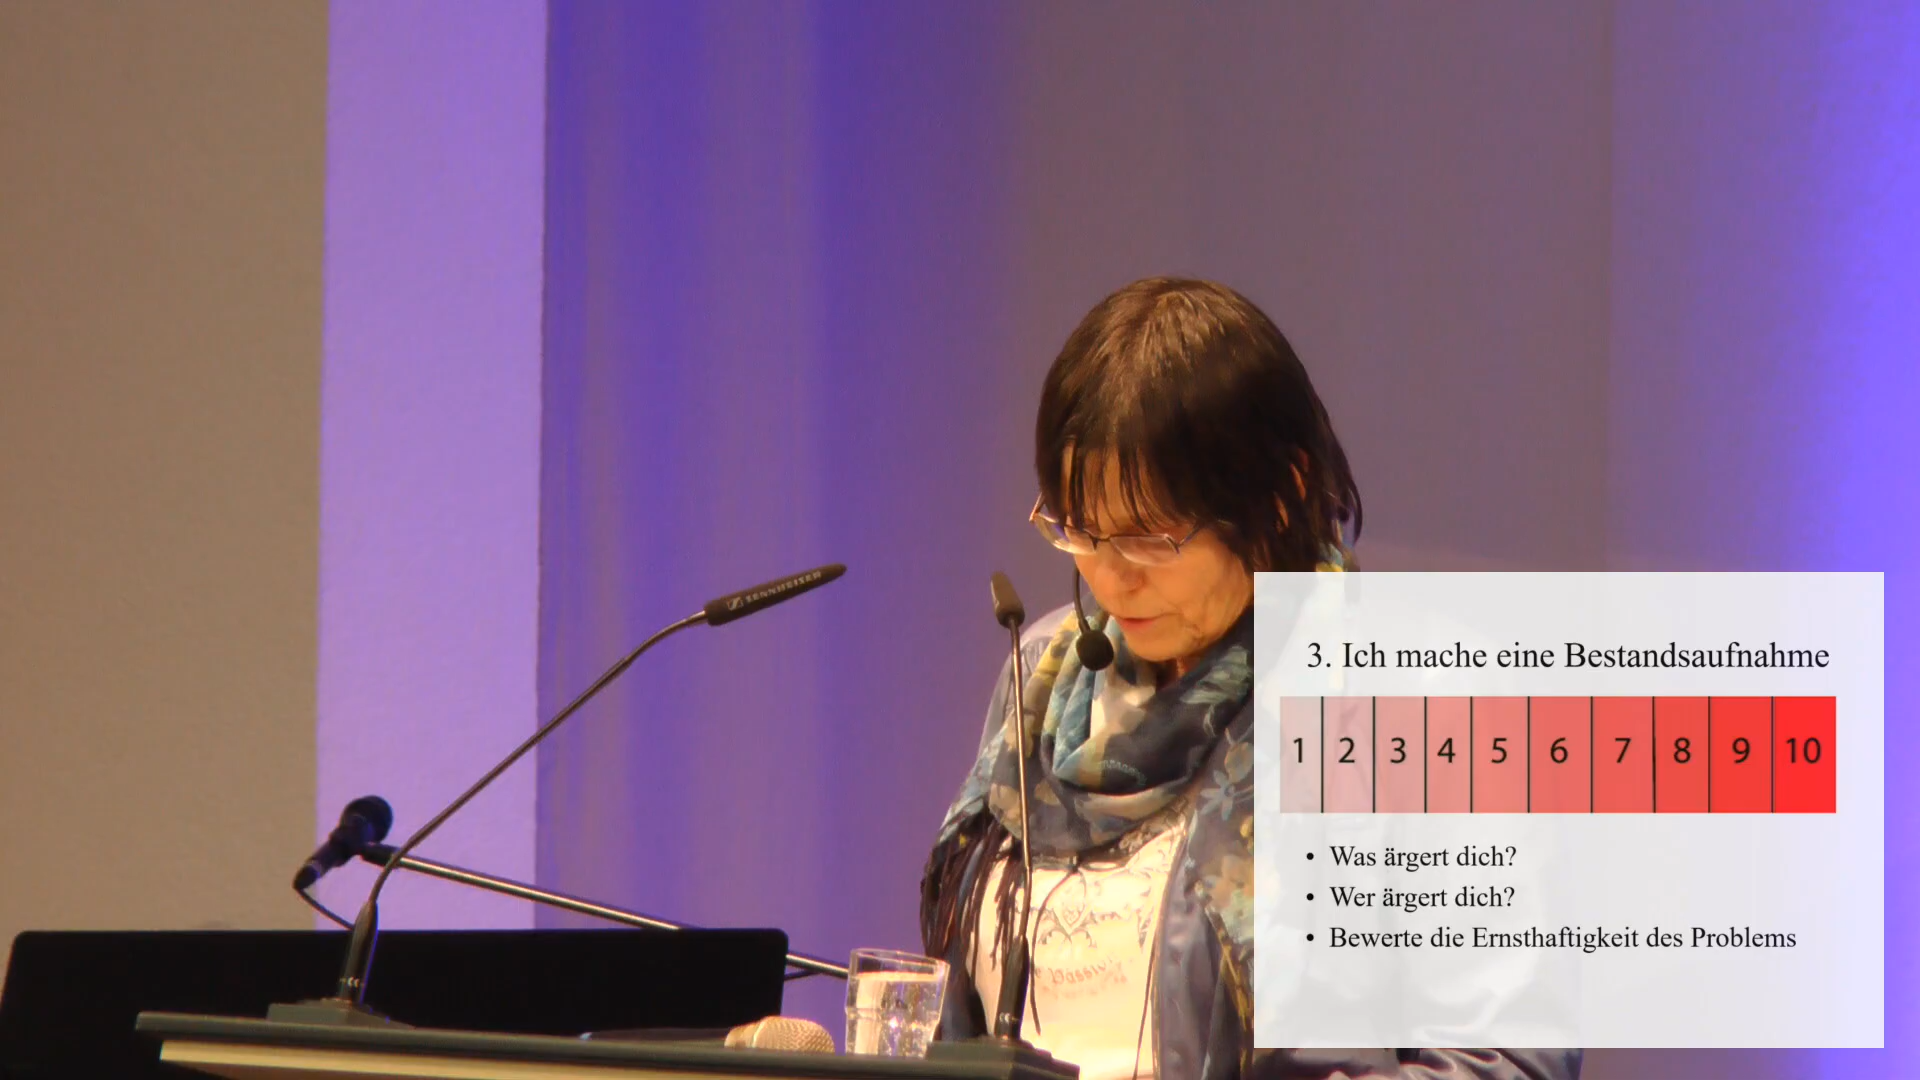 SENNHEISER
3. Ich mache eine Bestandsaufnahme
1 2 3 4 5 6 7 8 9 10
• Was ärgert dich?
• Wer ärgert dich?
• Bewerte die Ernsthaftigkeit des Problems